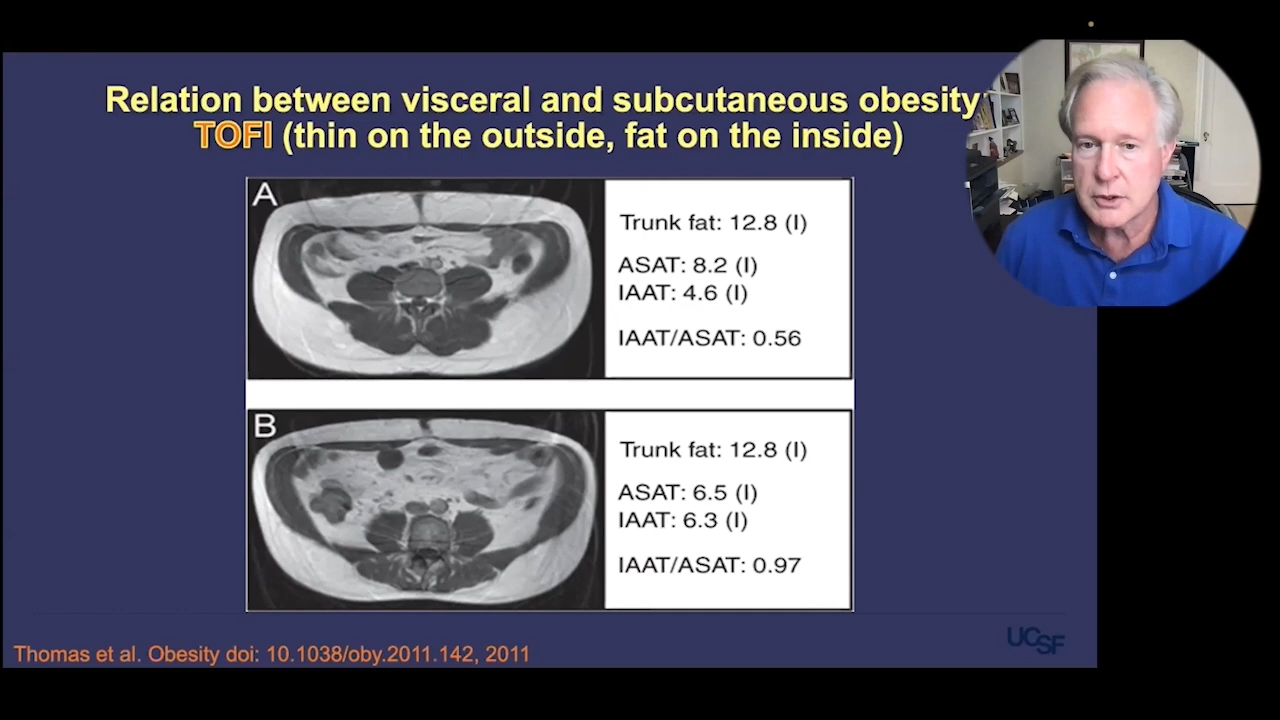 Relation between visceral and subcutaneous obesity
TOFI (thin on the outside, fat on the inside)
A
Trunk fat: 12.8 (l)
ASAT: 8.2 (l)
IAAT: 4.6 (l)
IAAT/ASAT: 0.56
B
Trunk fat: 12.8 (l)
ASAT: 6.5 (l)
IAAT: 6.3 (l)
IAAT/ASAT: 0.97
Thomas et al. Obesity doi: 10.1038/oby.2011.142, 2011
UCSF